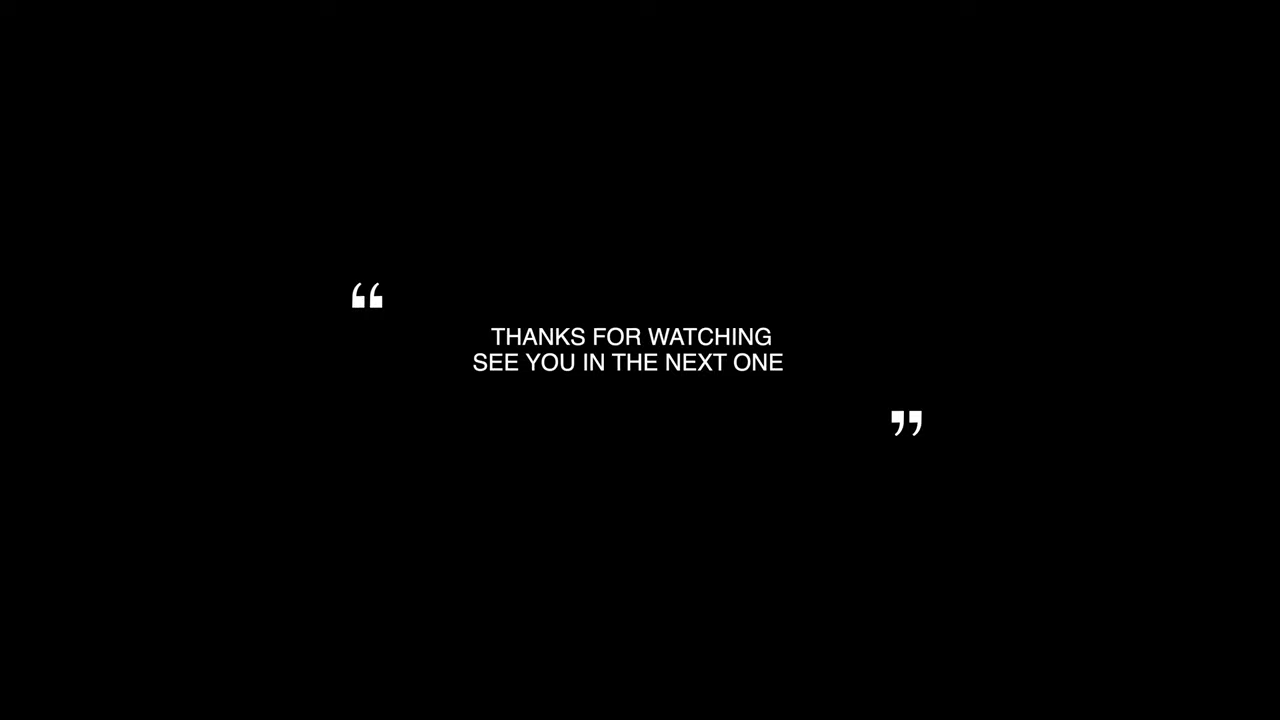 “
THANKS FOR WATCHING
SEE YOU IN THE NEXT ONE
”